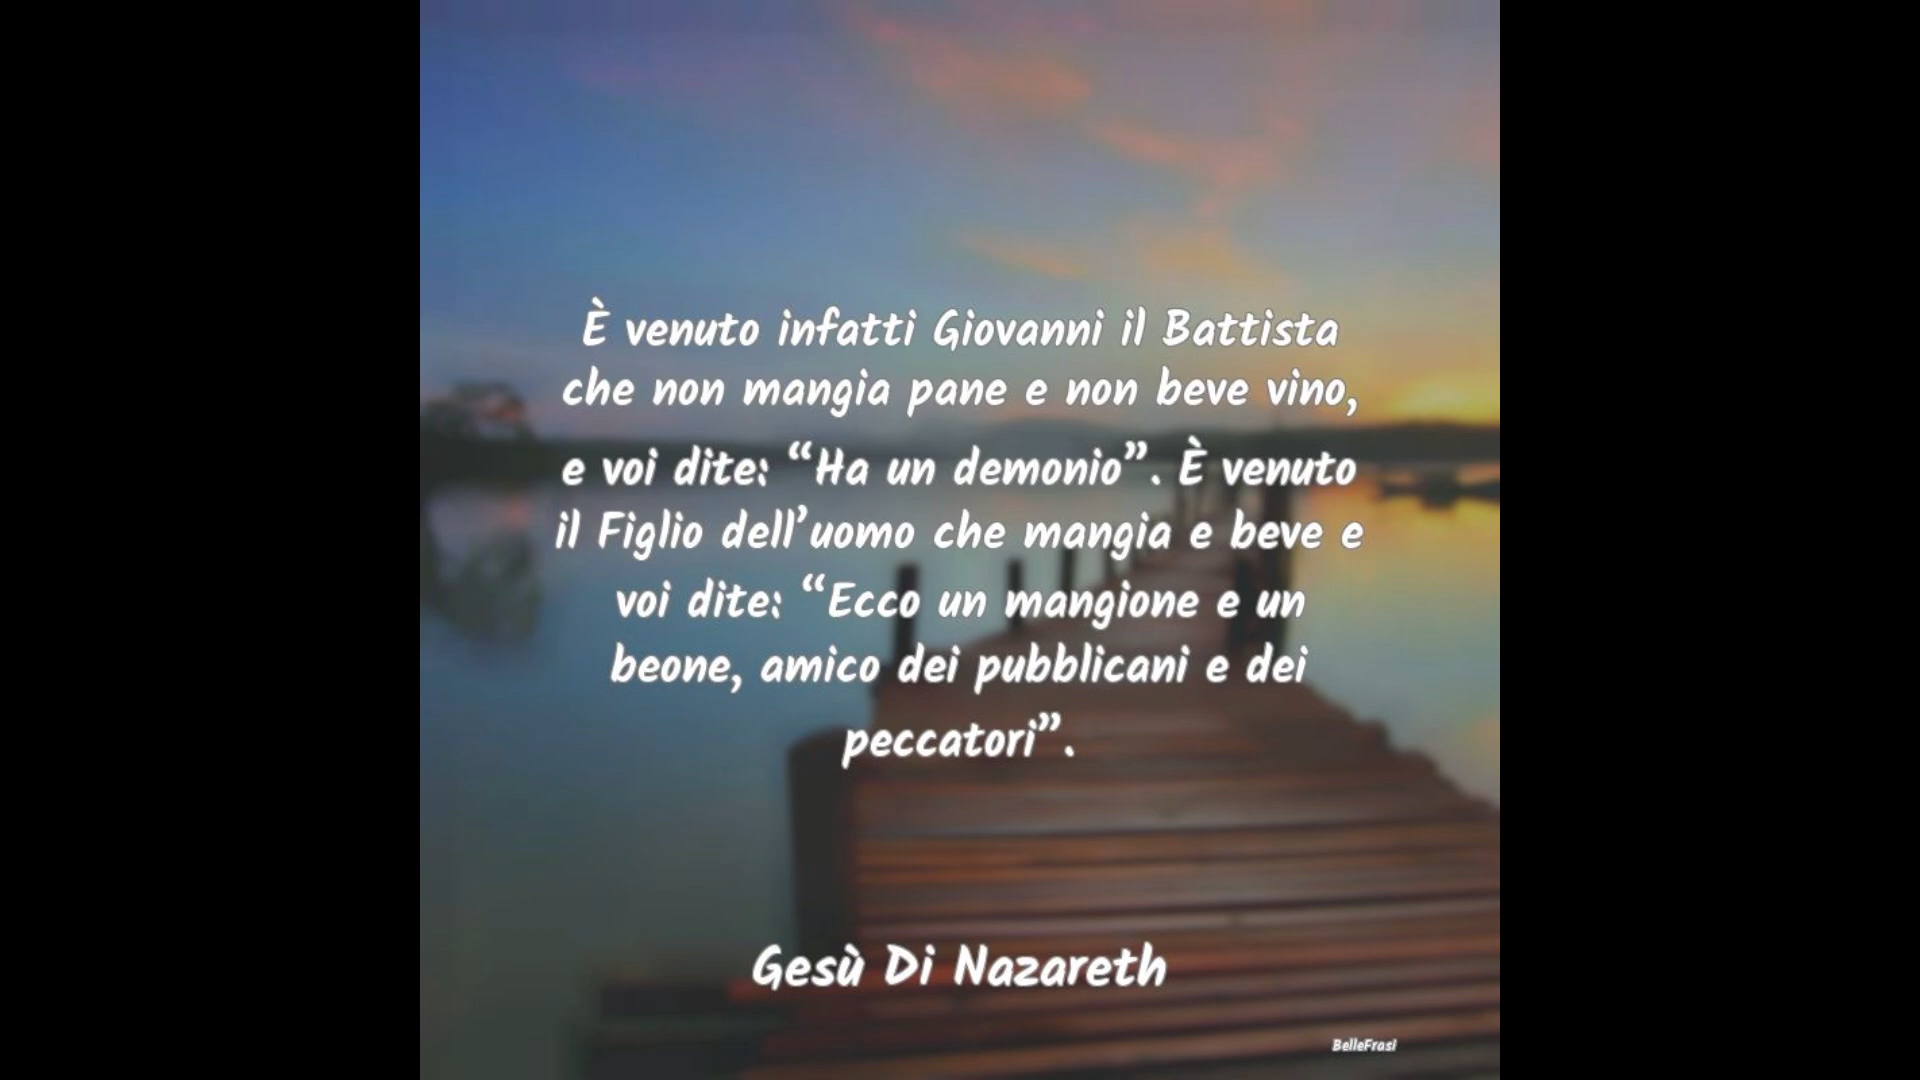 È venuto infatti Giovanni il Battista
che non mangia pane e non beve vino,
e voi dite: “Ha un demonio”. È venuto
il Figlio dell’uomo che mangia e beve e
voi dite: “Ecco un mangione e un
beone, amico dei pubblicani e dei
peccatori”.
Gesù Di Nazareth
BelleFrasi